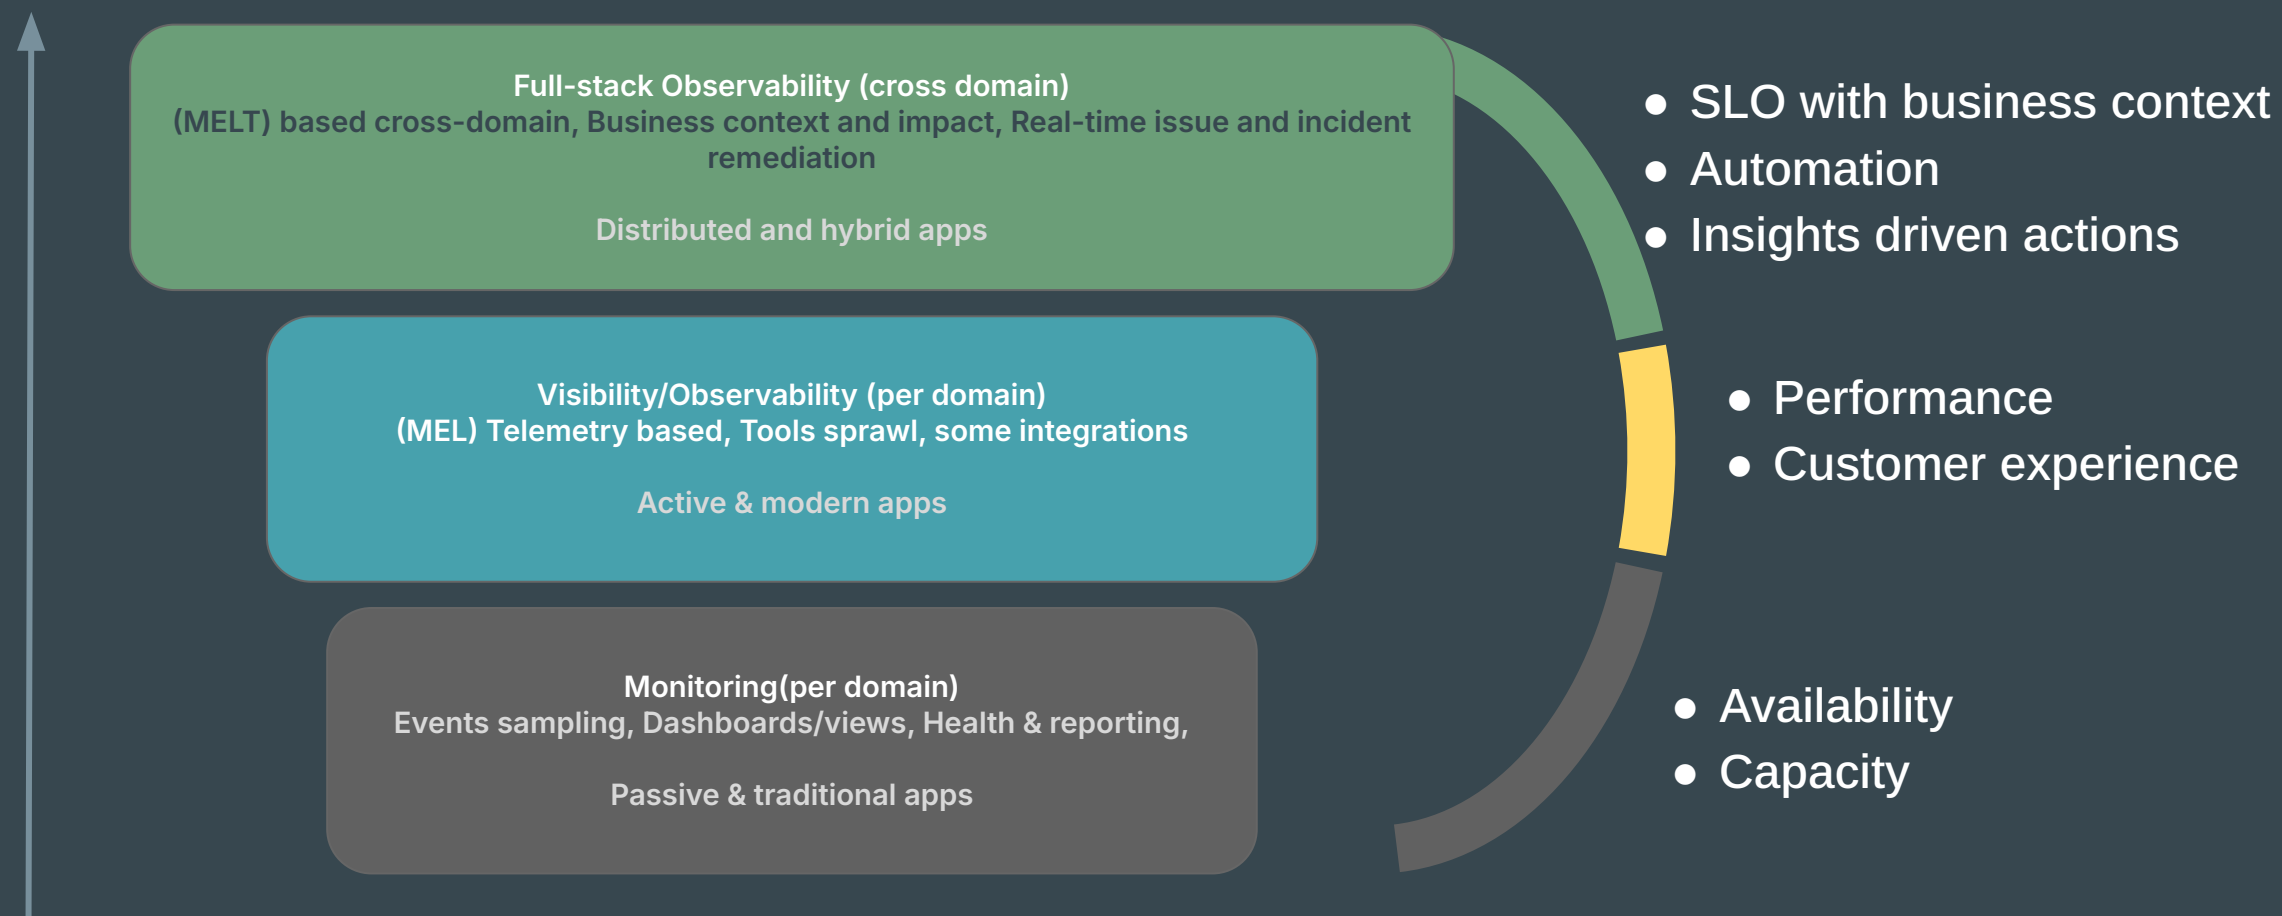 Full-stack Observability (cross domain)
(MELT) based cross-domain, Business context and impact, Real-time issue and incident
remediation
Distributed and hybrid apps
● SLO with business context
● Automation
● Insights driven actions
Visibility/Observability (per domain)
(MEL) Telemetry based, Tools sprawl, some integrations
Active & modern apps
● Performance
● Customer experience
Monitoring(per domain)
Events sampling, Dashboards/views, Health & reporting,
Passive & traditional apps
● Availability
● Capacity